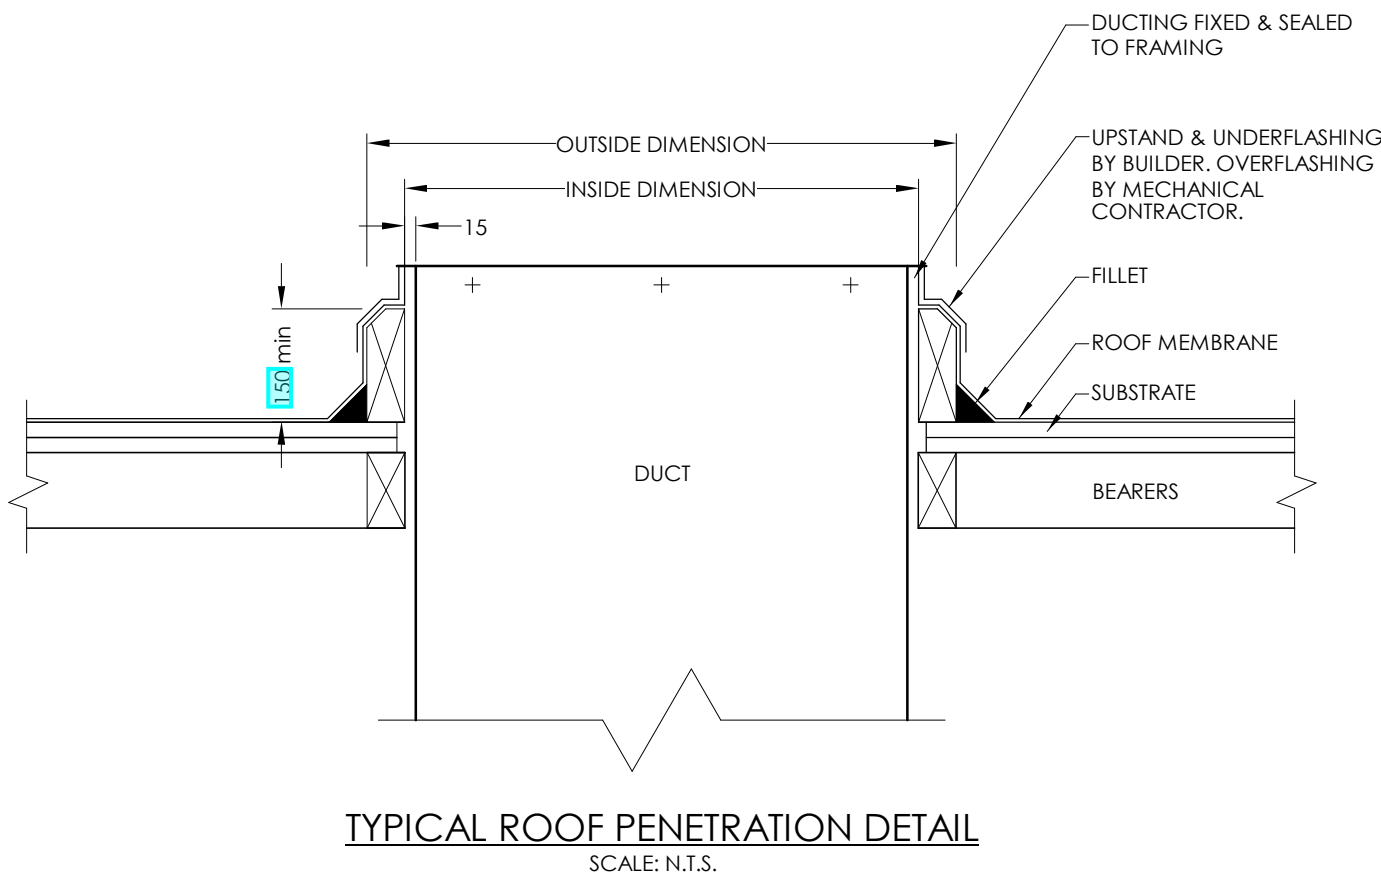 DUCTING FIXED & SEALED
TO FRAMING
OUTSIDE DIMENSION
UPSTAND & UNDERFLASHING
BY BUILDER. OVERFLASHING
BY MECHANICAL
CONTRACTOR.
INSIDE DIMENSION
15
FILLET
150 min
ROOF MEMBRANE
SUBSTRATE
DUCT
BEARERS
TYPICAL ROOF PENETRATION DETAIL
SCALE: N.T.S.